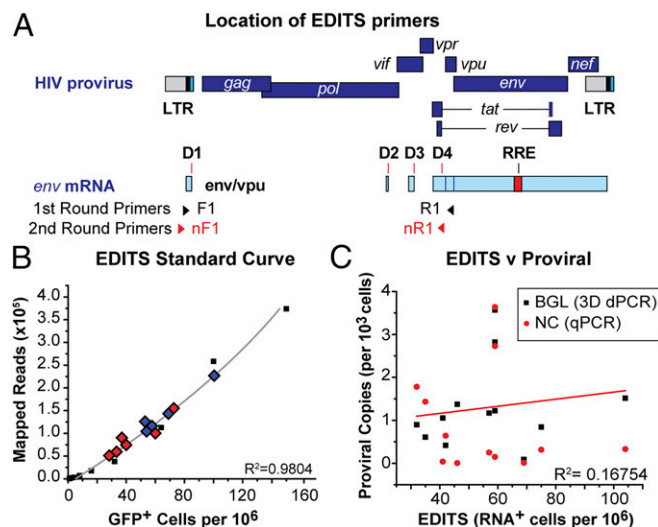 A
Location of EDITS primers
HIV provirus
LTR
gag
pol
vif
vpr
vpu
env
nef
LTR
tat
rev
D1
D2
D3
D4
RRE
env mRNA
env/vpu
1st Round Primers
F1
R1
2nd Round Primers
nF1
nR1
B
EDITS Standard Curve
Mapped Reads (x10⁵)
4.0
3.5
3.0
2.5
2.0
1.5
1.0
0.5
0
0
40
80
120
160
R²=0.9804
GFP⁺ Cells per 10⁶
C
EDITS v Proviral
Proviral Copies (per 10³ cells)
4
3
2
1
0
BGL (3D dPCR)
NC (qPCR)
R²= 0.16754
40
60
80
100
EDITS (RNA⁺ cells/10⁶)